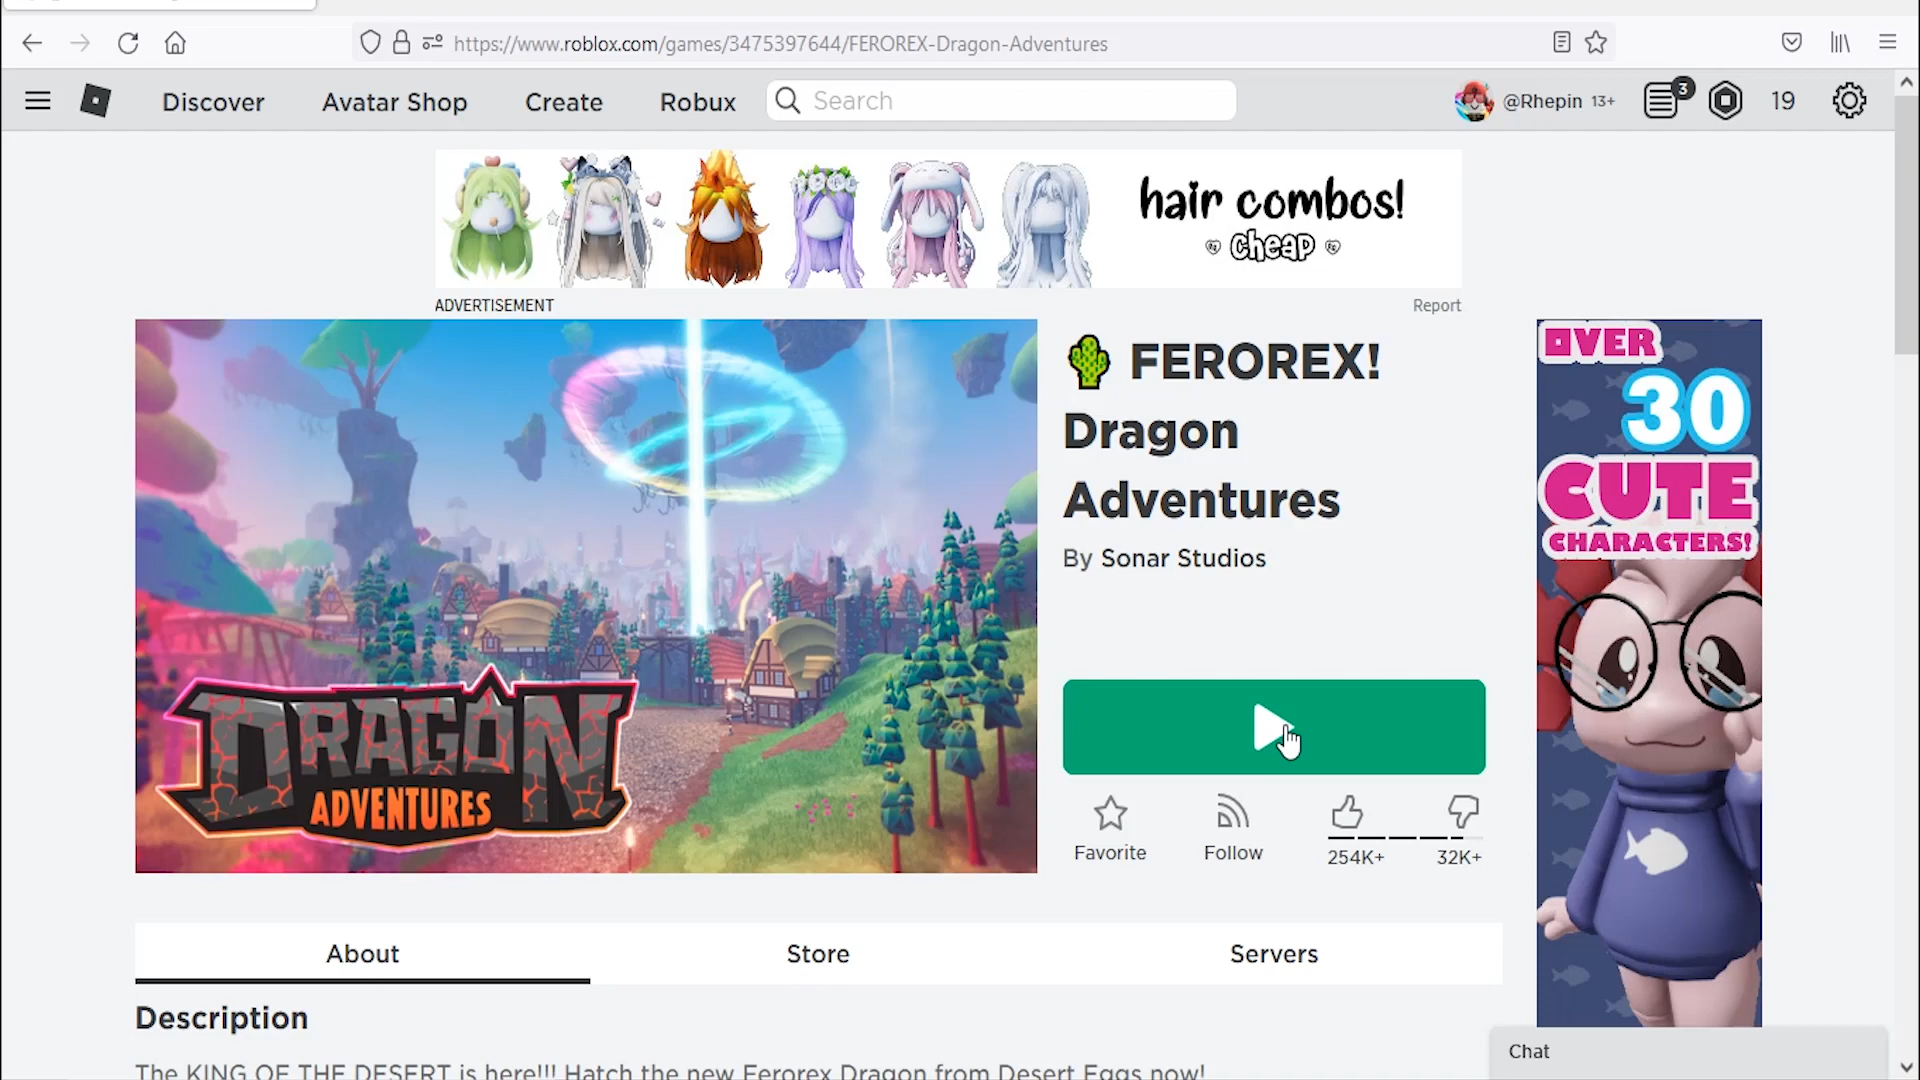 https://www.roblox.com/games/3475397644/FEROREX-Dragon-Adventures
Discover
Avatar Shop
Create
Robux
Search
@Rhepin 13+
3
19
hair combos!
cheap
ADVERTISEMENT
Report
DRAGON
ADVENTURES
FEROREX!
Dragon
Adventures
By Sonar Studios
Favorite
Follow
254K+
32K+
OVER
30
CUTE
CHARACTERS!
About
Store
Servers
Description
The KING OF THE DESERT is here!!! Hatch the new Ferorex Dragon from Desert Eggs now!
Chat